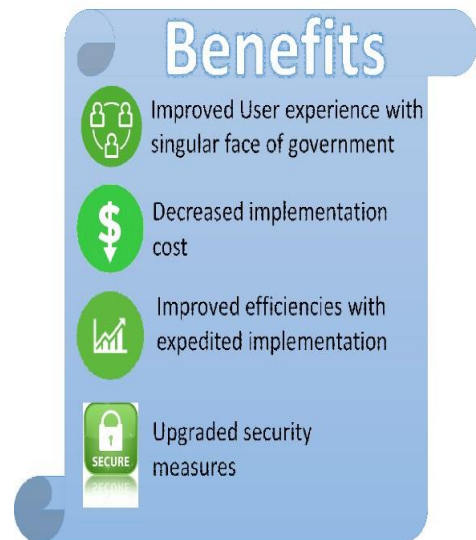 Benefits
Improved User experience with
singular face of government
Decreased implementation
cost
$
Improved efficiencies with
expedited implementation
Upgraded security
measures
SECURE